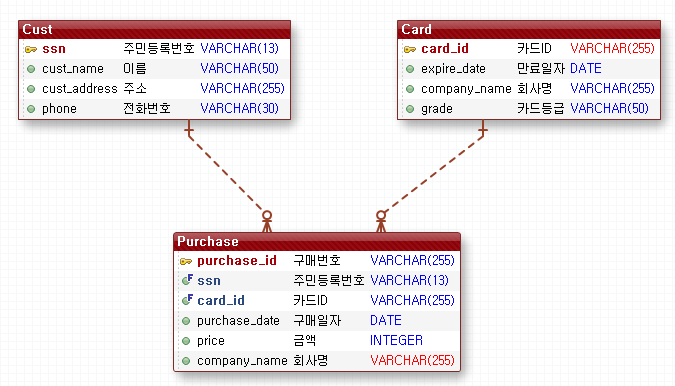 Cust
ssn 주민등록번호 VARCHAR(13)
cust_name 이름 VARCHAR(50)
cust_address 주소 VARCHAR(255)
phone 전화번호 VARCHAR(30)
Card
card_id 카드ID VARCHAR(255)
expire_date 만료일자 DATE
company_name 회사명 VARCHAR(255)
grade 카드등급 VARCHAR(50)
Purchase
purchase_id 구매번호 VARCHAR(255)
F ssn 주민등록번호 VARCHAR(13)
F card_id 카드ID VARCHAR(255)
purchase_date 구매일자 DATE
price 금액 INTEGER
company_name 회사명 VARCHAR(255)